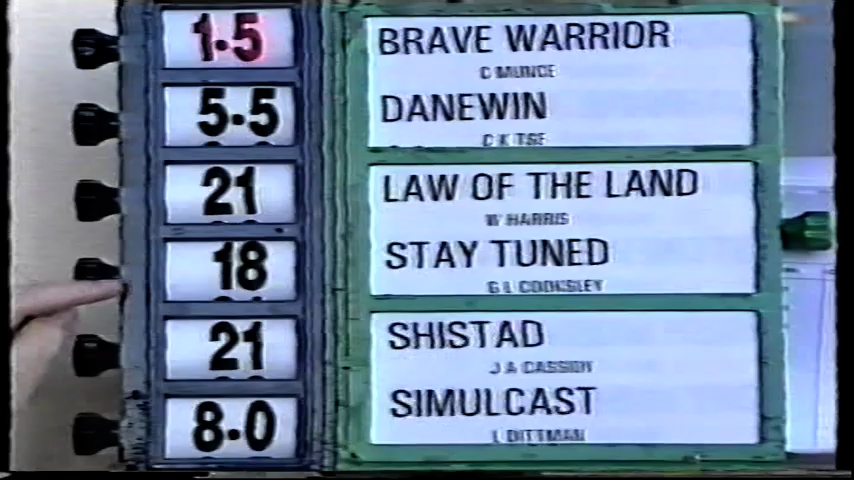 1-5 BRAVE WARRIOR
C MUNCE
5-5 DANEWIN
C K TSE
21 LAW OF THE LAND
W HARRIS
18 STAY TUNED
G L COOKSLEY
21 SHISTAD
J A CASSIDY
8-0 SIMULCAST
L DITTMAN